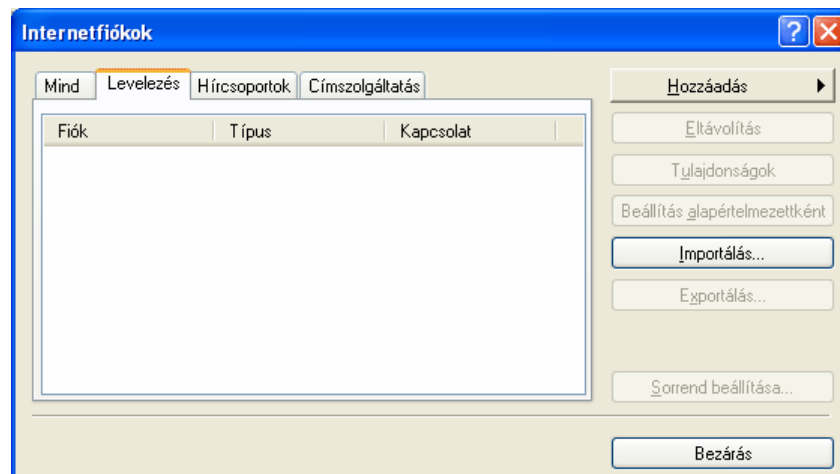 Internetfiókok
Mind Levelezés Hírcsoportok Címszolgáltatás
Fiók Típus Kapcsolat
Hozzáadás
Eltávolítás
Tulajdonságok
Beállítás alapértelmezettként
Importálás...
Exportálás...
Sorrend beállítása...
Bezárás